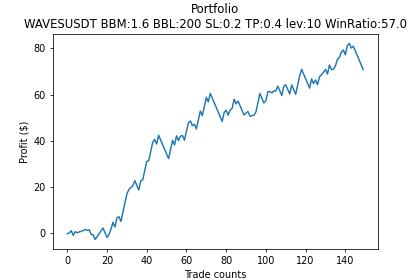 Portfolio
WAVESUSDT BBM:1.6 BBL:200 SL:0.2 TP:0.4 lev:10 WinRatio:57.0
80
60
40
20
0
Profit ($)
0 20 40 60 80 100 120 140
Trade counts